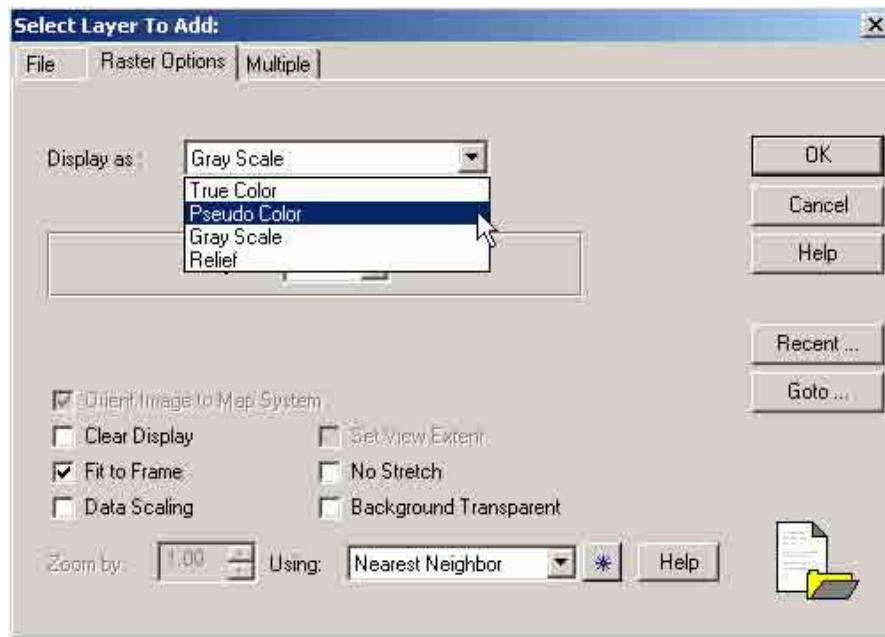 Select Layer To Add:
File
Raster Options
Multiple
Display as :
Gray Scale
OK
True Color
Pseudo Color
Cancel
Gray Scale
Relief
Help
Recent ...
Goto ...
Orient Image to Map System
Clear Display
Set View Extent
Fit to Frame
No Stretch
Data Scaling
Background Transparent
Zoom by:
1.00
Using:
Nearest Neighbor
Help